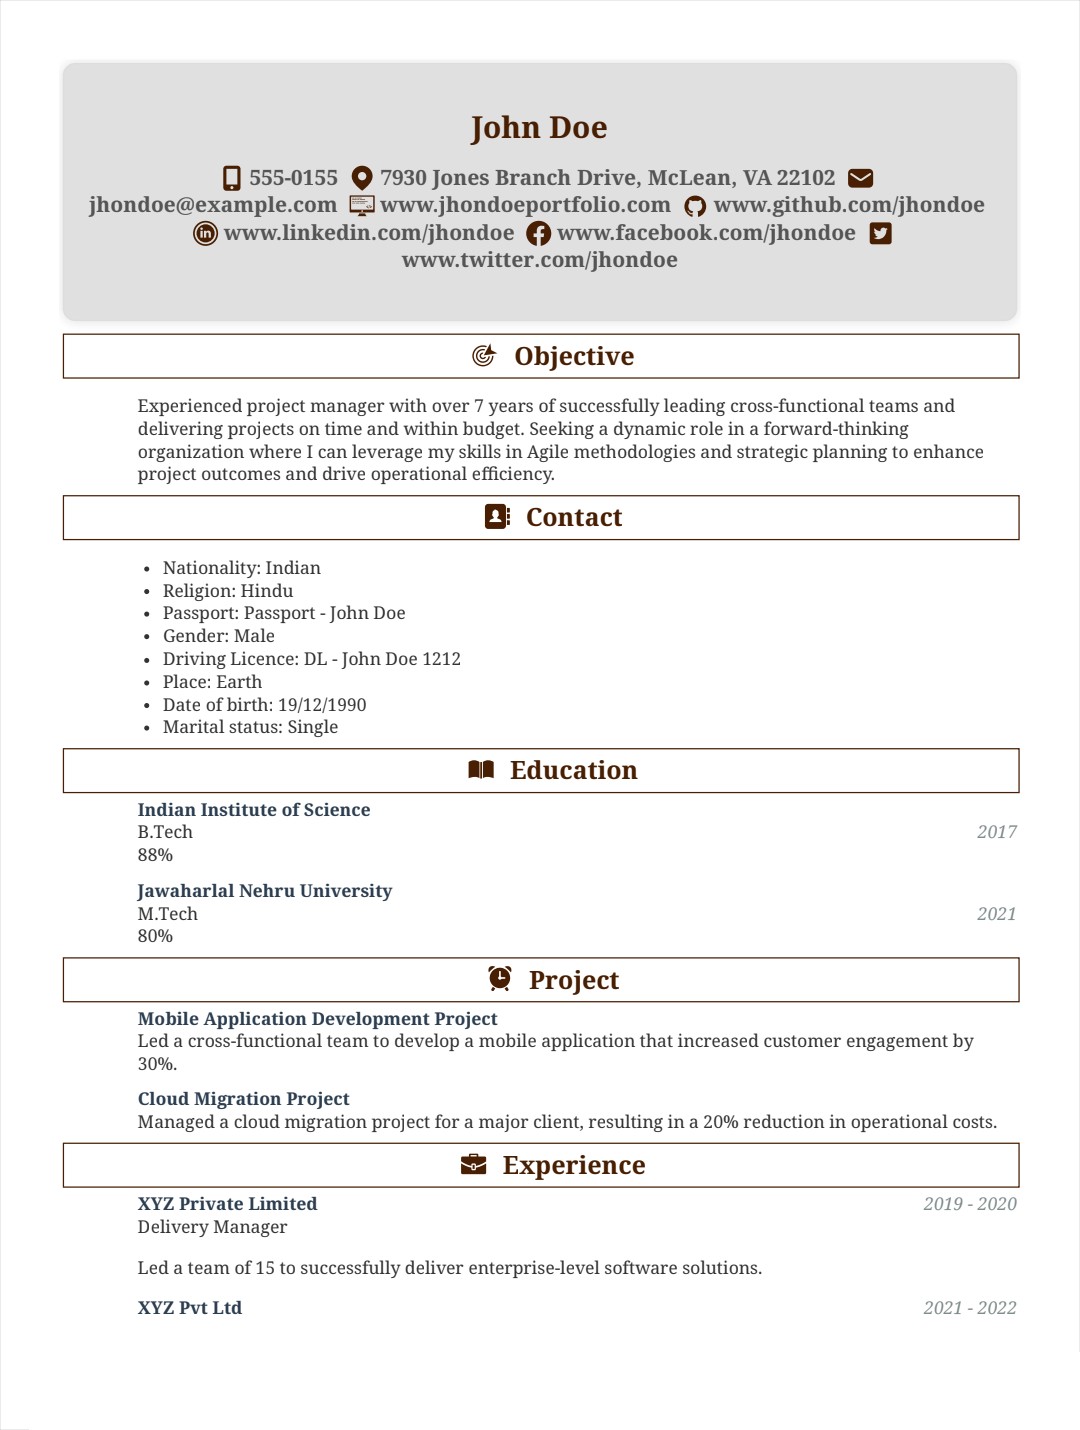 John Doe
555-0155 7930 Jones Branch Drive, McLean, VA 22102
jhondoe@example.com www.jhondoeportfolio.com www.github.com/jhondoe
www.linkedin.com/jhondoe www.facebook.com/jhondoe
www.twitter.com/jhondoe
Objective
Experienced project manager with over 7 years of successfully leading cross-functional teams and
delivering projects on time and within budget. Seeking a dynamic role in a forward-thinking
organization where I can leverage my skills in Agile methodologies and strategic planning to enhance
project outcomes and drive operational efficiency.
Contact
• Nationality: Indian
• Religion: Hindu
• Passport: Passport - John Doe
• Gender: Male
• Driving Licence: DL - John Doe 1212
• Place: Earth
• Date of birth: 19/12/1990
• Marital status: Single
Education
Indian Institute of Science
B.Tech 2017
88%
Jawaharlal Nehru University
M.Tech 2021
80%
Project
Mobile Application Development Project
Led a cross-functional team to develop a mobile application that increased customer engagement by
30%.
Cloud Migration Project
Managed a cloud migration project for a major client, resulting in a 20% reduction in operational costs.
Experience
XYZ Private Limited 2019 - 2020
Delivery Manager
Led a team of 15 to successfully deliver enterprise-level software solutions.
XYZ Pvt Ltd 2021 - 2022